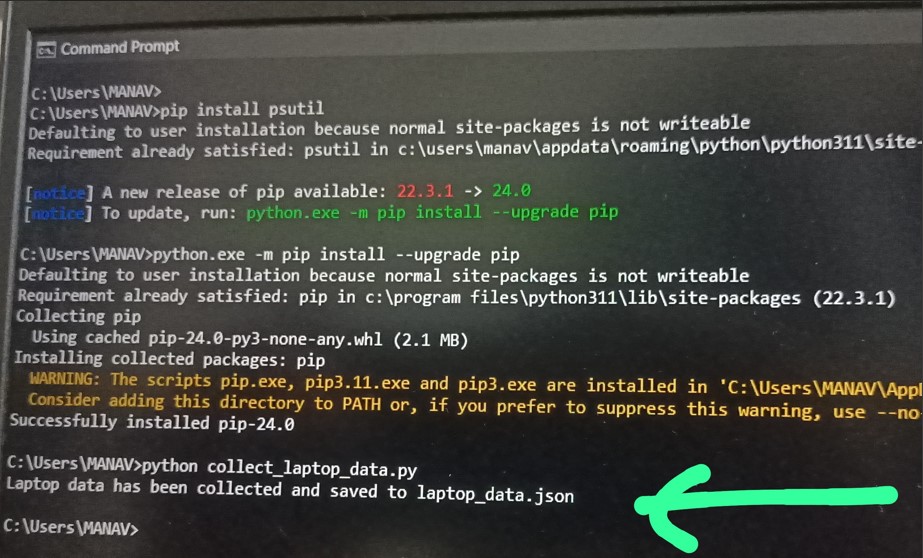 Command Prompt
C:\Users\MANAV>
C:\Users\MANAV>pip install psutil
Defaulting to user installation because normal site-packages is not writeable
Requirement already satisfied: psutil in c:\users\manav\appdata\roaming\python\python311\site-
[notice] A new release of pip available: 22.3.1 -> 24.0
[notice] To update, run: python.exe -m pip install --upgrade pip
C:\Users\MANAV>python.exe -m pip install --upgrade pip
Defaulting to user installation because normal site-packages is not writeable
Requirement already satisfied: pip in c:\program files\python311\lib\site-packages (22.3.1)
Collecting pip
Using cached pip-24.0-py3-none-any.whl (2.1 MB)
Installing collected packages: pip
WARNING: The scripts pip.exe, pip3.11.exe and pip3.exe are installed in 'C:\Users\MANAV\App
Consider adding this directory to PATH or, if you prefer to suppress this warning, use --no
Successfully installed pip-24.0
C:\Users\MANAV>python collect_laptop_data.py
Laptop data has been collected and saved to laptop_data.json
C:\Users\MANAV>